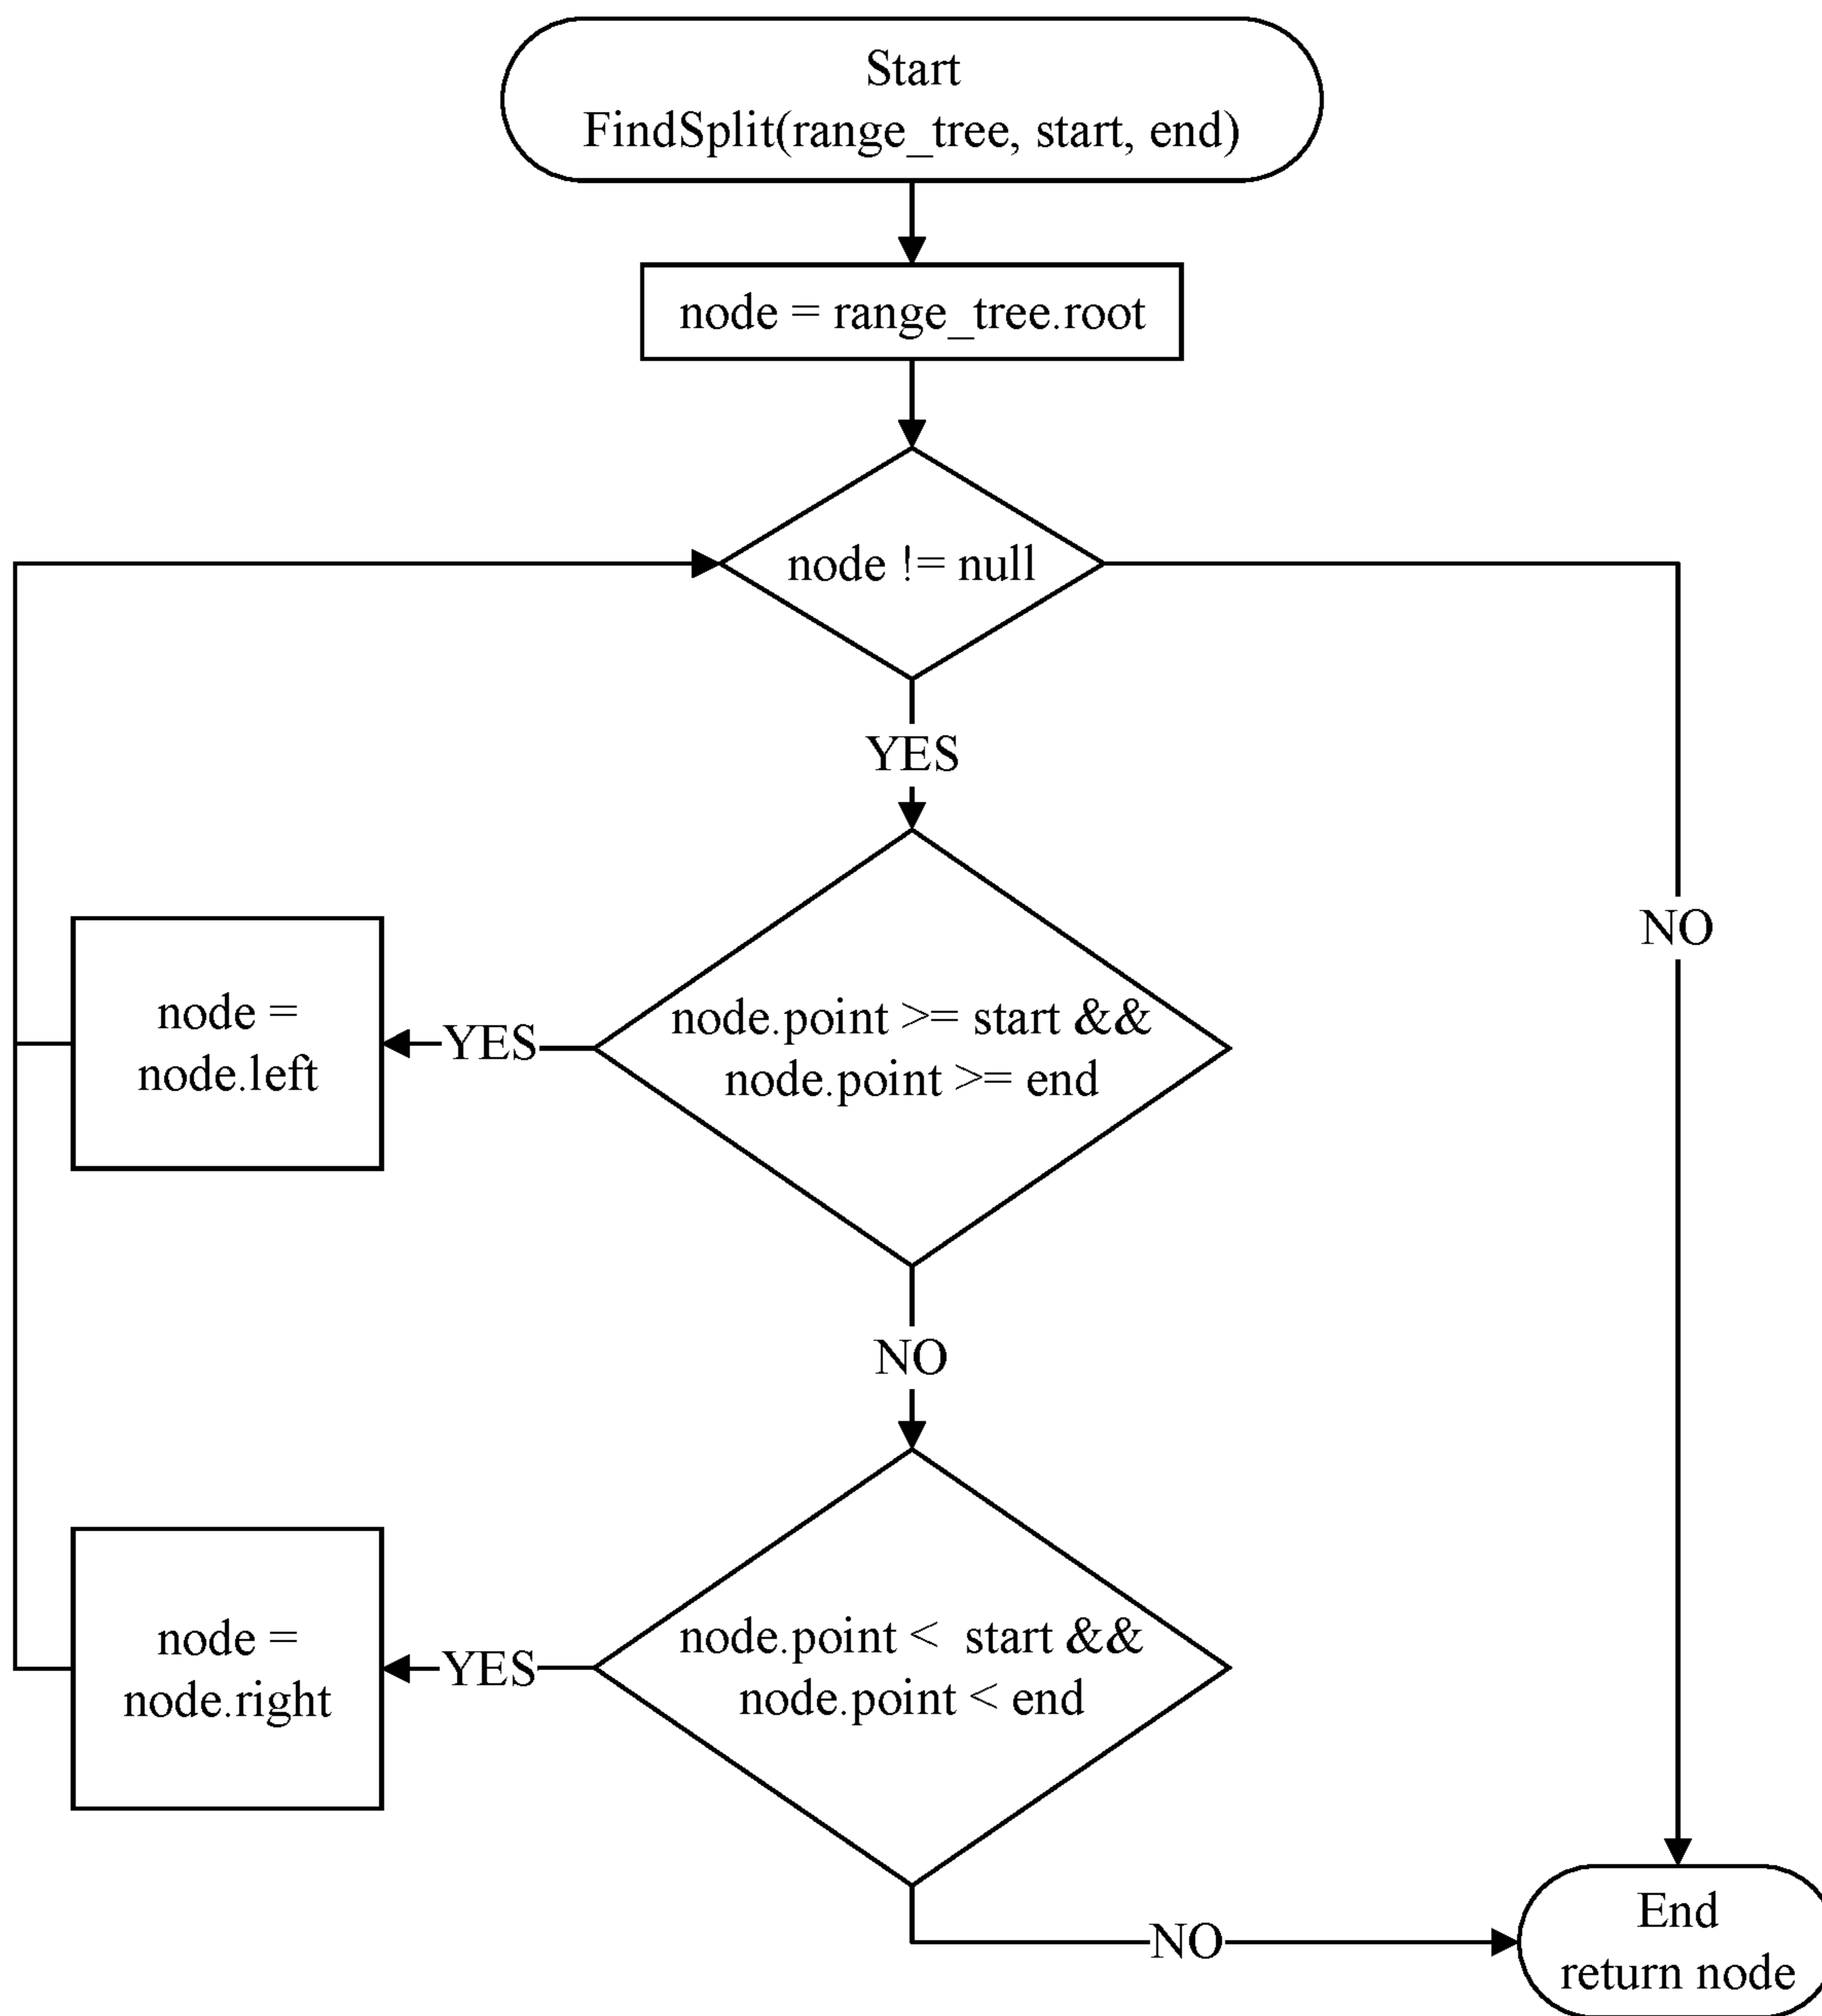 Start
FindSplit(range_tree, start, end)
node = range_tree.root
node != null
YES
NO
node.point >= start &&
node.point >= end
YES
node =
node.left
NO
node.point <  start &&
node.point < end
YES
node =
node.right
NO
End
return node